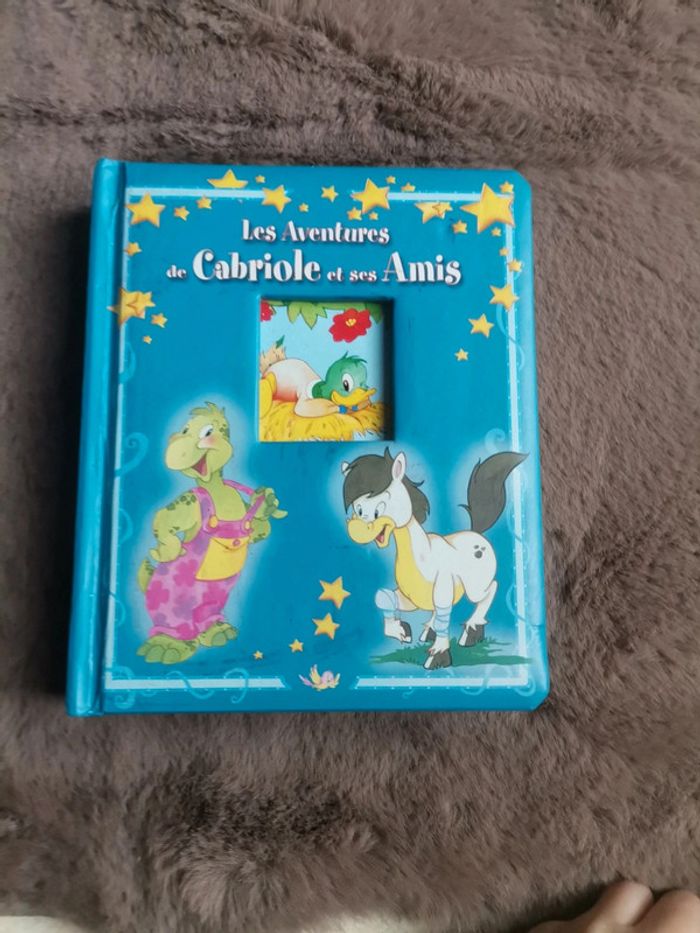 Les Aventures
de Cabriole et ses Amis